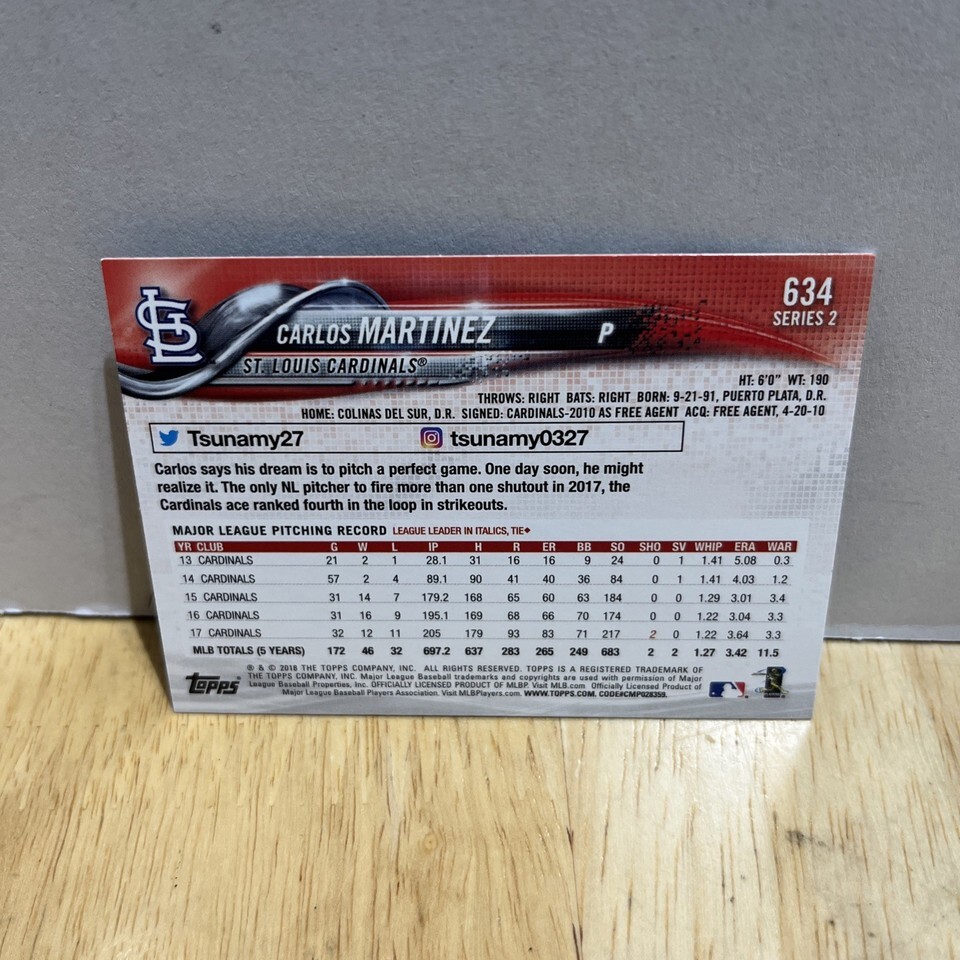 634
SERIES 2
STL
CARLOS MARTINEZ P
ST. LOUIS CARDINALS®
HT: 6'0" WT: 190
THROWS: RIGHT BATS: RIGHT BORN: 9-21-91, PUERTO PLATA, D.R.
HOME: COLINAS DEL SUR, D.R. SIGNED: CARDINALS-2010 AS FREE AGENT ACQ: FREE AGENT, 4-20-10
Tsunamy27 tsunamy0327
Carlos says his dream is to pitch a perfect game. One day soon, he might
realize it. The only NL pitcher to fire more than one shutout in 2017, the
Cardinals ace ranked fourth in the loop in strikeouts.
MAJOR LEAGUE PITCHING RECORD LEAGUE LEADER IN ITALICS, TIE♦
YR CLUB G W L IP H R ER BB SO SHO SV WHIP ERA WAR
13 CARDINALS 21 2 1 28.1 31 16 16 9 24 0 1 1.41 5.08 0.3
14 CARDINALS 57 2 4 89.1 90 41 40 36 84 0 1 1.41 4.03 1.2
15 CARDINALS 31 14 7 179.2 168 65 60 63 184 0 0 1.29 3.01 3.4
16 CARDINALS 31 16 9 195.1 169 68 66 70 174 0 0 1.22 3.04 3.3
17 CARDINALS 32 12 11 205 179 93 83 71 217 2 0 1.22 3.64 3.3
MLB TOTALS (5 YEARS) 172 46 32 697.2 637 283 265 249 683 2 2 1.27 3.42 11.5
® & © 2018 THE TOPPS COMPANY, INC. ALL RIGHTS RESERVED. TOPPS IS A REGISTERED TRADEMARK OF
THE TOPPS COMPANY, INC. Major League Baseball trademarks and copyrights are used with permission of Major
League Baseball Properties, Inc. OFFICIALLY LICENSED PRODUCT OF MLBP. Visit MLB.com Officially Licensed Product of
Major League Baseball Players Association. Visit MLBPlayers.com. WWW.TOPPS.COM. CODE#CMP028359.
Topps